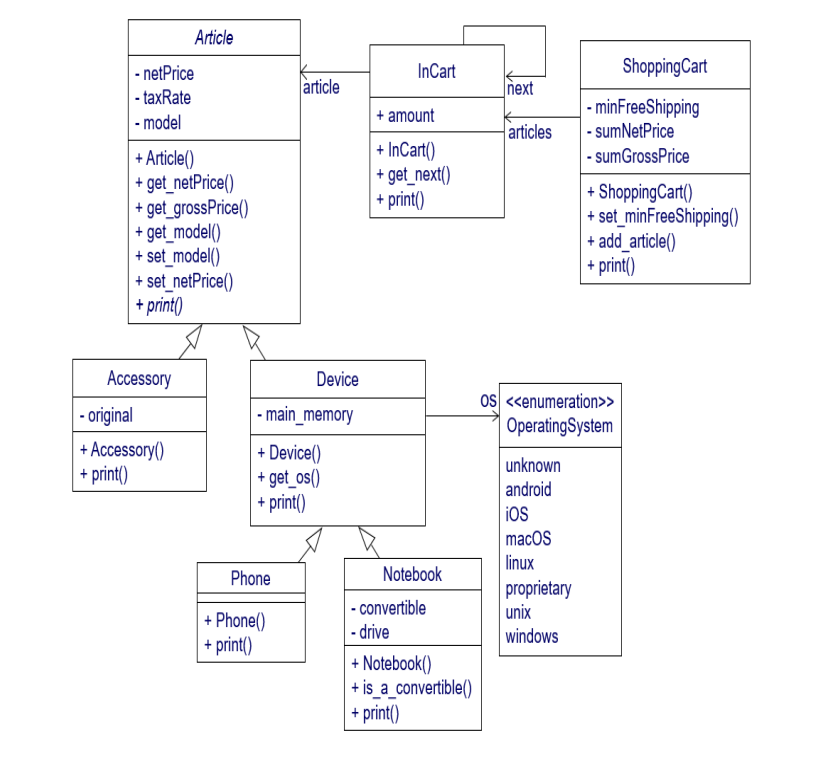 Article
- netPrice
- taxRate
- model
+ Article()
+ get_netPrice()
+ get_grossPrice()
+ get_model()
+ set_model()
+ set_netPrice()
+ print()
article
InCart
+ amount
+ InCart()
+ get_next()
+ print()
next
articles
ShoppingCart
- minFreeShipping
- sumNetPrice
- sumGrossPrice
+ ShoppingCart()
+ set_minFreeShipping()
+ add_article()
+ print()
Accessory
- original
+ Accessory()
+ print()
Device
- main_memory
+ Device()
+ get_os()
+ print()
os
<<enumeration>>
OperatingSystem
unknown
android
iOS
macOS
linux
proprietary
unix
windows
Phone
+ Phone()
+ print()
Notebook
- convertible
- drive
+ Notebook()
+ is_a_convertible()
+ print()